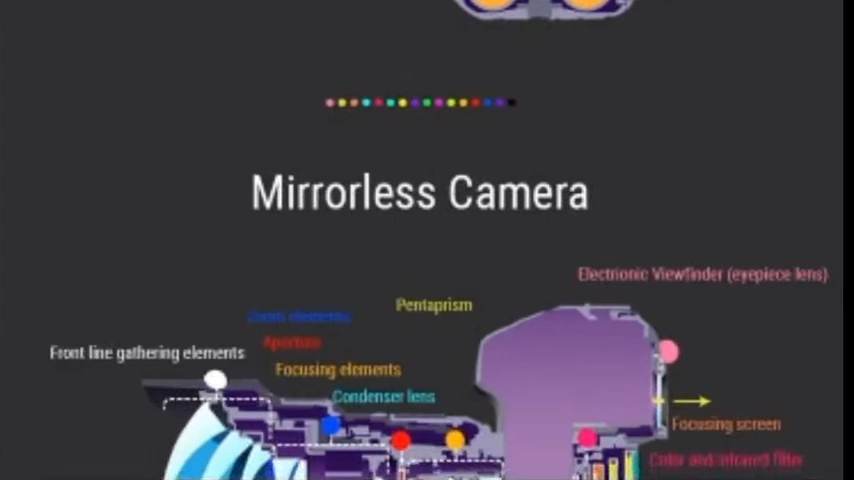 Mirrorless Camera
Electrionic Viewfinder (eyepiece lens)
Pentaprism
Zoom elements
Aperture
Front line gathering elements
Focusing elements
Condenser lens
Focusing screen
Color and infrared filter